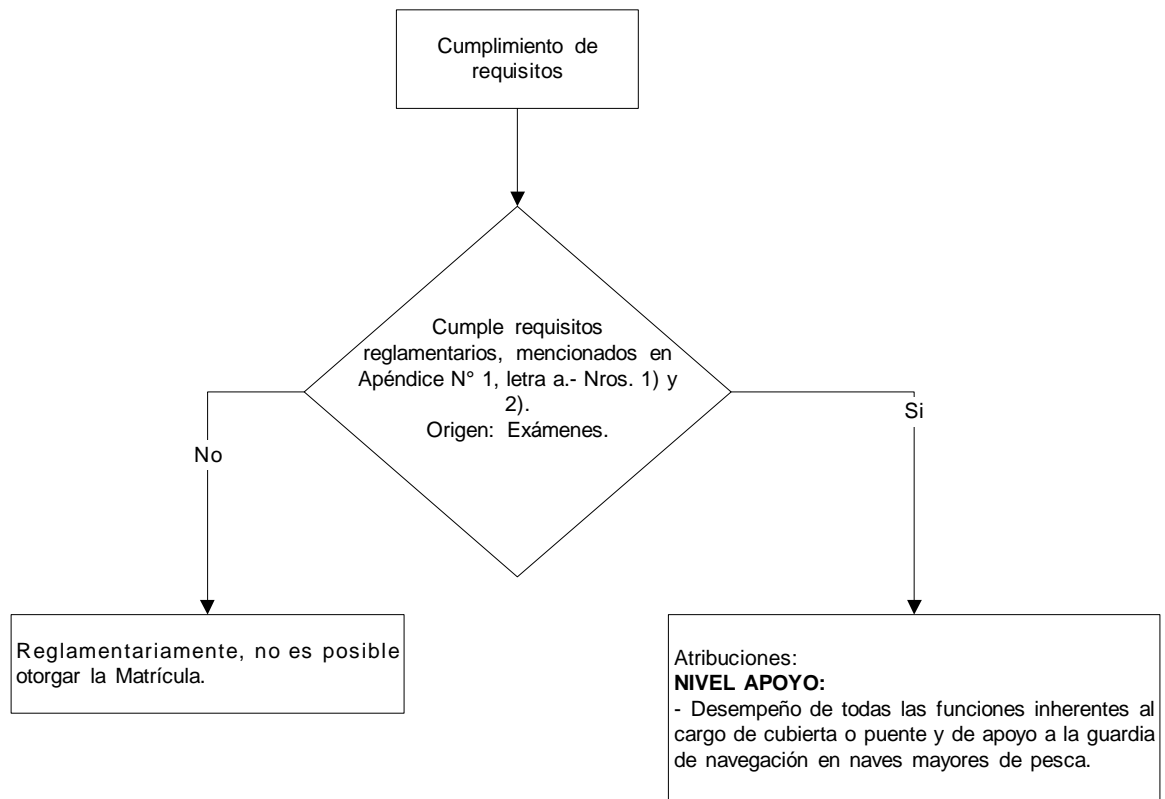 Cumplimiento de
requisitos
Cumple requisitos
reglamentarios, mencionados en
Apéndice N° 1, letra a.- Nros. 1) y
2).
Origen: Exámenes.
No
Si
Reglamentariamente, no es posible
otorgar la Matrícula.
Atribuciones:
NIVEL APOYO:
- Desempeño de todas las funciones inherentes al
cargo de cubierta o puente y de apoyo a la guardia
de navegación en naves mayores de pesca.